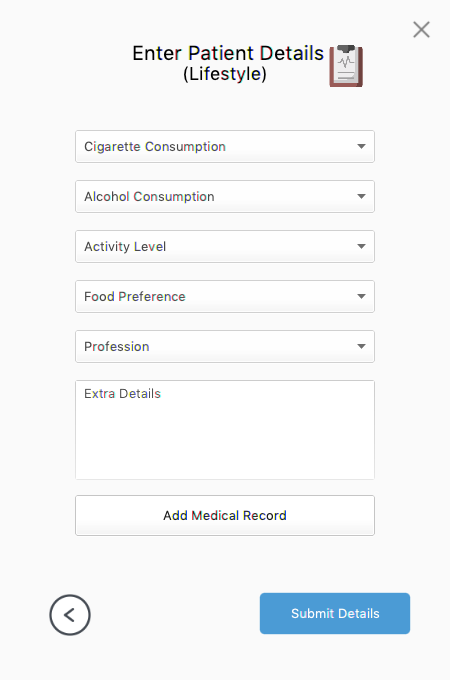 Enter Patient Details
(Lifestyle)
Cigarette Consumption
Alcohol Consumption
Activity Level
Food Preference
Profession
Extra Details
Add Medical Record
Submit Details